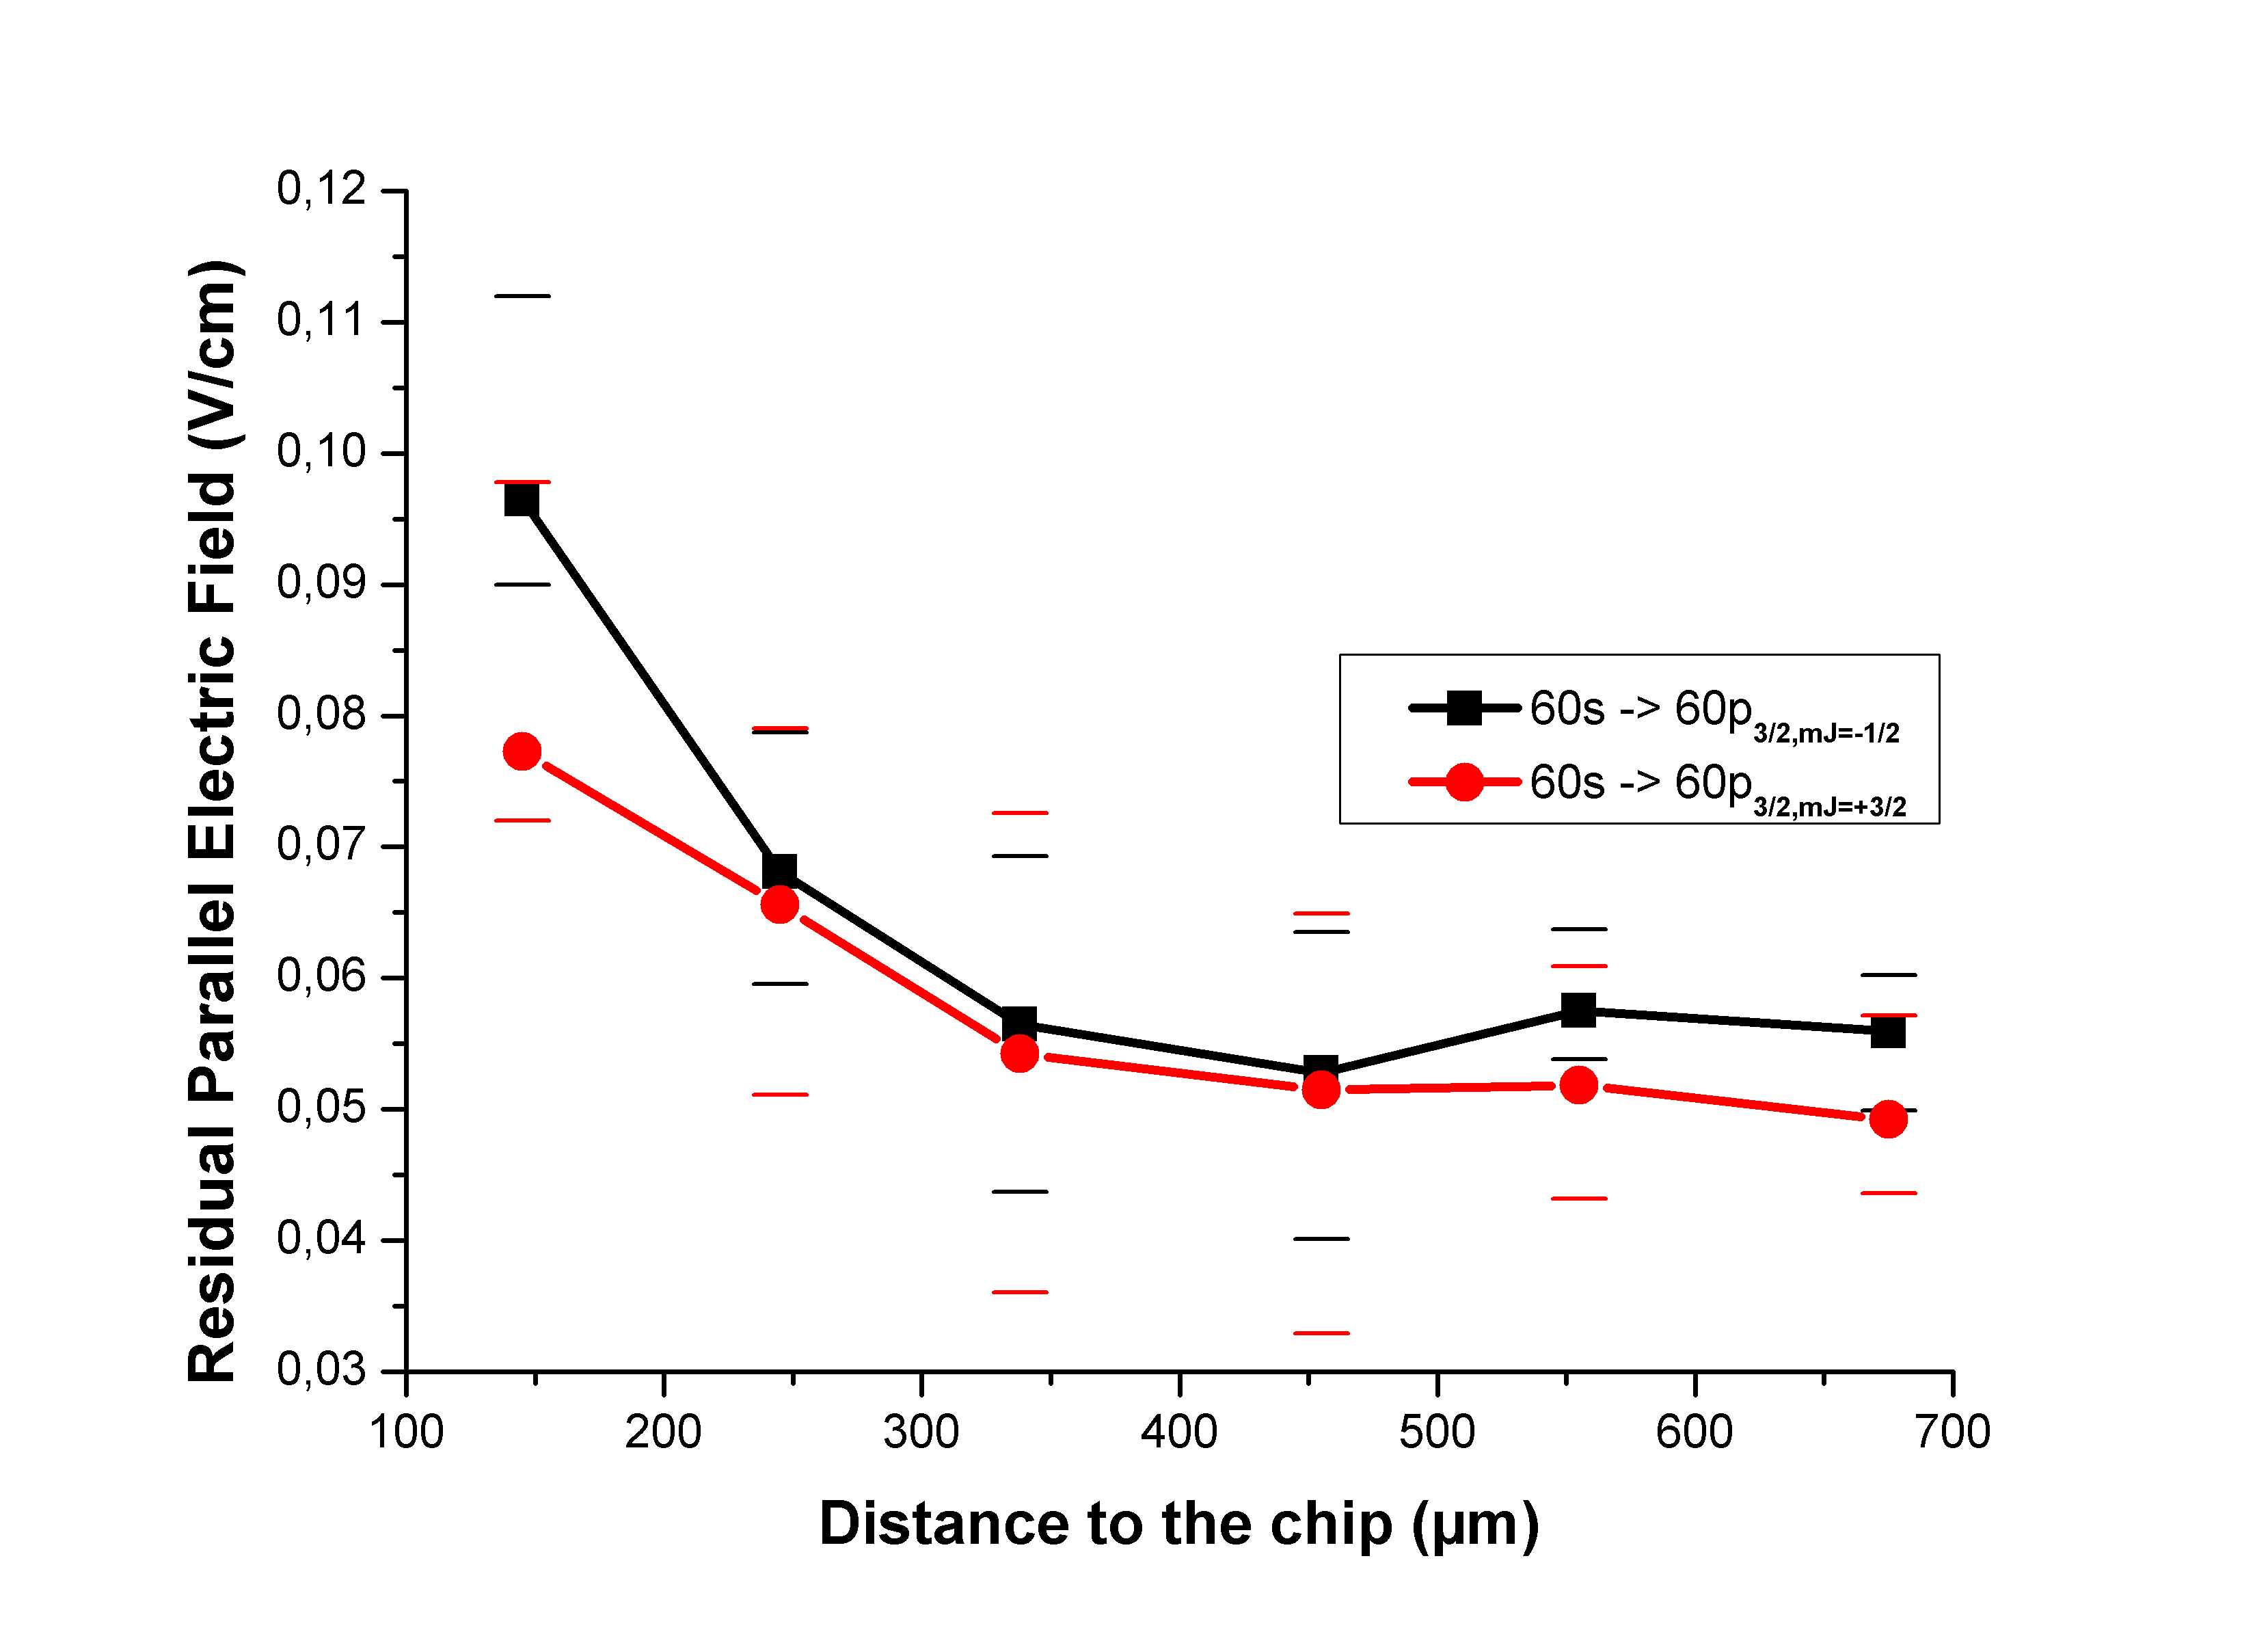 Residual Parallel Electric Field (V/cm)
0,12
0,11
0,10
0,09
0,08
0,07
0,06
0,05
0,04
0,03
60s -> 60p3/2,mJ=-1/2
60s -> 60p3/2,mJ=+3/2
100 200 300 400 500 600 700
Distance to the chip (µm)